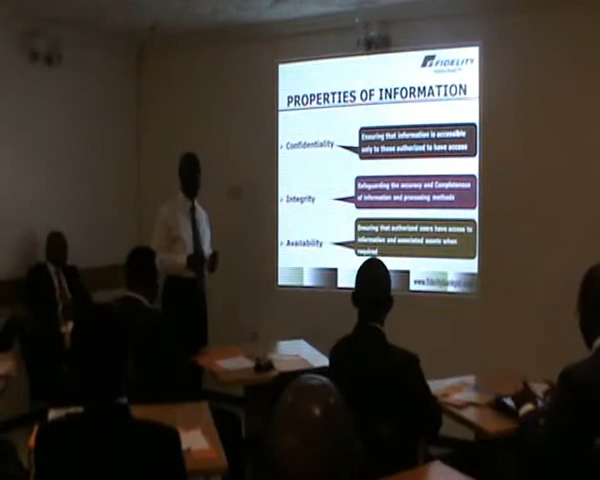 FIDELITY
PROPERTIES OF INFORMATION
Confidentiality
Ensuring that information is accessible
only to those authorized to have access
Integrity
Safeguarding the accuracy and Completeness
of information and processing methods
Availability
Ensuring that authorized users have access to
information and associated assets when
required